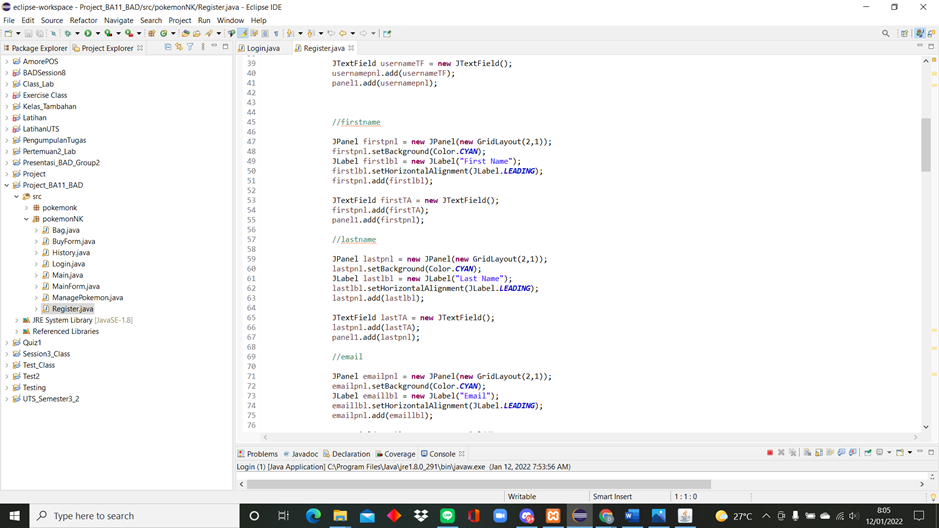 eclipse-workspace - Project_BA11_BAD/src/pokemonNK/Register.java - Eclipse IDE
File Edit Source Refactor Navigate Search Project Run Window Help
Package Explorer Project Explorer
AmorePOS
BADSession8
Class_Lab
Exercise Class
Kelas_Tambahan
Latihan
LatihanUTS
PengumpulanTugas
Pertemuan2_Lab
Presentasi_BAD_Group2
Project
Project_BA11_BAD
src
pokemonk
pokemonNK
Bag.java
BuyForm.java
History.java
Login.java
Main.java
MainForm.java
ManagePokemon.java
Register.java
JRE System Library [JavaSE-1.8]
Referenced Libraries
Quiz1
Session3_Class
Test_Class
Test2
Testing
UTS_Semester3_2
Login.java Register.java
39 JTextField usernameTF = new JTextField();
40 usernamepnl.add(usernameTF);
41 panel1.add(usernamepnl);
42
43
44
45 //firstname
46
47 JPanel firstpnl = new JPanel(new GridLayout(2,1));
48 firstpnl.setBackground(Color.CYAN);
49 JLabel firstlbl = new JLabel("First Name");
50 firstlbl.setHorizontalAlignment(JLabel.LEADING);
51 firstpnl.add(firstlbl);
52
53 JTextField firstTA = new JTextField();
54 firstpnl.add(firstTA);
55 panel1.add(firstpnl);
56
57 //lastname
58
59 JPanel lastpnl = new JPanel(new GridLayout(2,1));
60 lastpnl.setBackground(Color.CYAN);
61 JLabel lastlbl = new JLabel("Last Name");
62 lastlbl.setHorizontalAlignment(JLabel.LEADING);
63 lastpnl.add(lastlbl);
64
65 JTextField lastTA = new JTextField();
66 lastpnl.add(lastTA);
67 panel1.add(lastpnl);
68
69 //email
70
71 JPanel emailpnl = new JPanel(new GridLayout(2,1));
72 emailpnl.setBackground(Color.CYAN);
73 JLabel emaillbl = new JLabel("Email");
74 emaillbl.setHorizontalAlignment(JLabel.LEADING);
75 emailpnl.add(emaillbl);
76
Problems Javadoc Declaration Coverage Console
Login (1) [Java Application] C:\Program Files\Java\jre1.8.0_291\bin\javaw.exe (Jan 12, 2022 7:53:56 AM)
Writable Smart Insert 1 : 1 : 0
Type here to search
27°C
8:05
12/01/2022